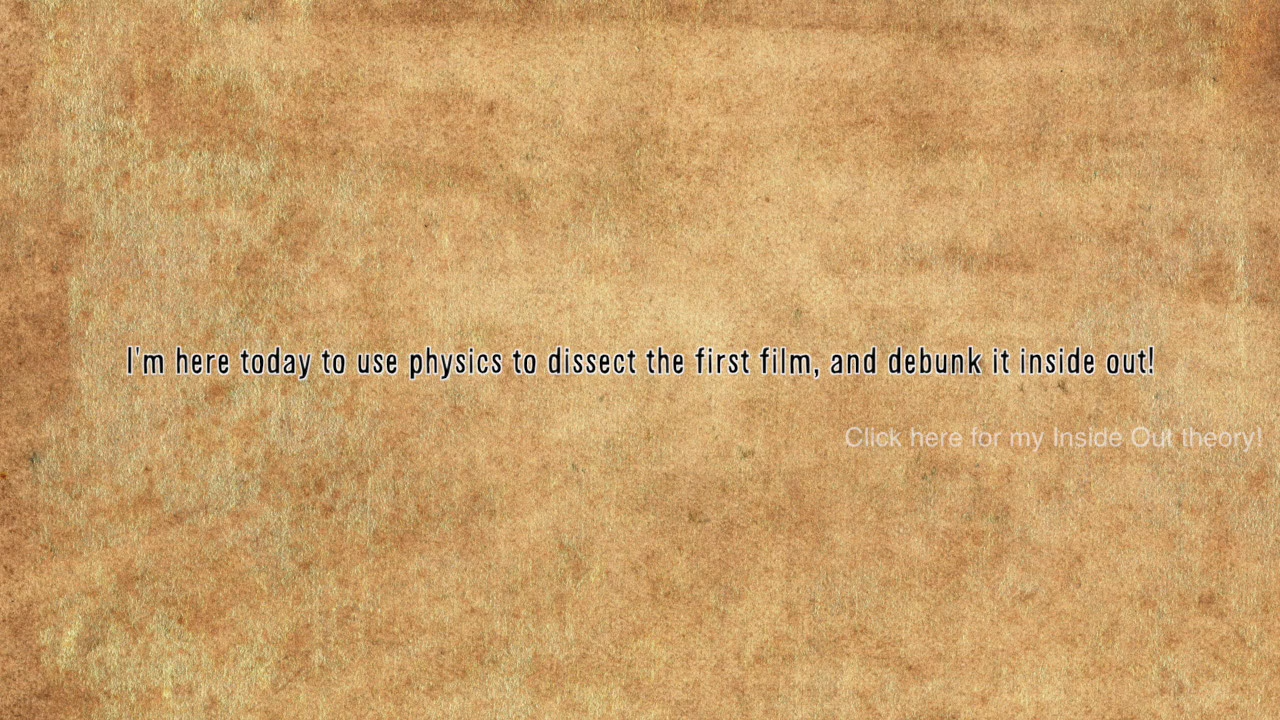 I'm here today to use physics to dissect the first film, and debunk it inside out!
Click here for my Inside Out theory!